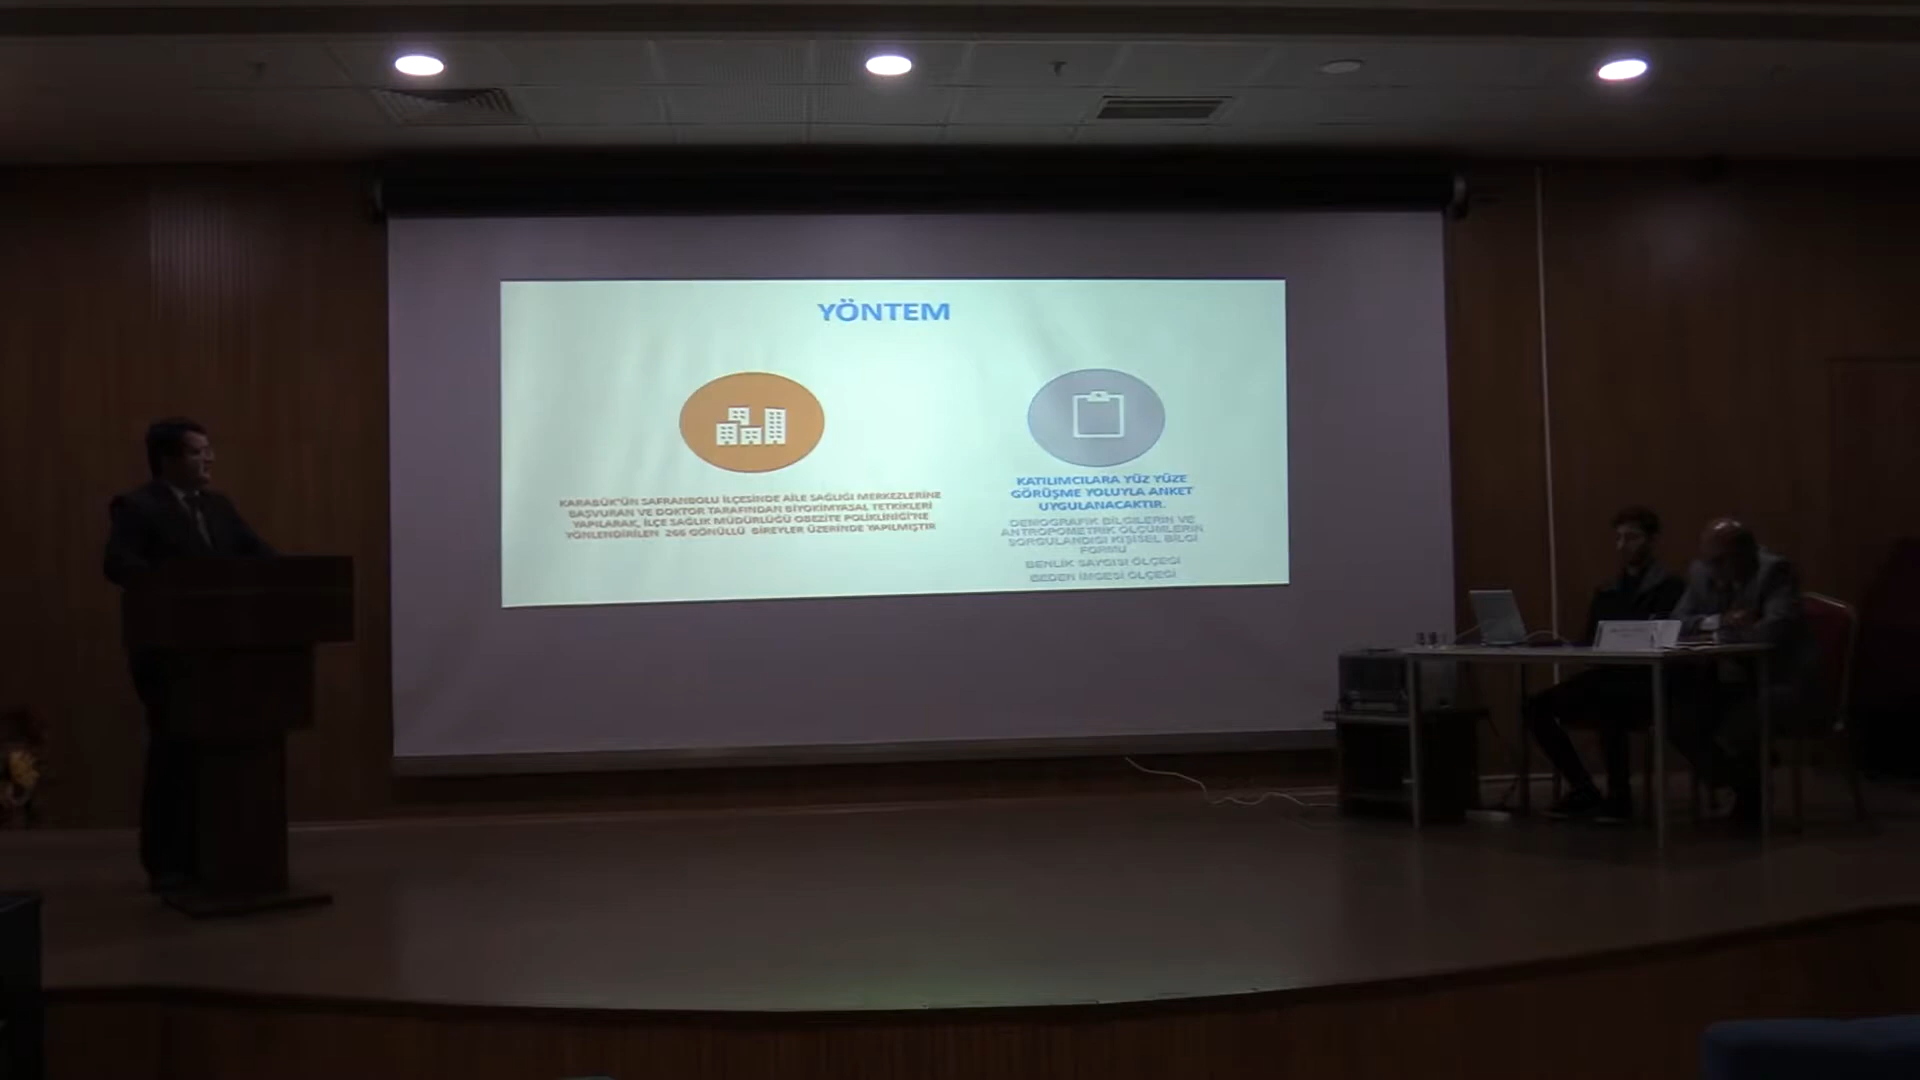 YÖNTEM
KARABÜK'ÜN SAFRANBOLU İLÇESİNDE AİLE SAĞLIĞI MERKEZLERİNE
BAŞVURAN VE DOKTOR TARAFINDAN BİYOKİMYASAL TETKİKLERİ
YAPILARAK, İLÇE SAĞLIK MÜDÜRLÜĞÜ OBEZİTE POLİKLİNİĞİ'NE
YÖNLENDİRİLEN 266 GÖNÜLLÜ BİREYLER ÜZERİNDE YAPILMIŞTIR
KATILIMCILARA YÜZ YÜZE
GÖRÜŞME YOLUYLA ANKET
UYGULANACAKTIR.
DEMOGRAFİK BİLGİLERİN VE
ANTROPOMETRİK ÖLÇÜMLERİN
SORGULANDIĞI KİŞİSEL BİLGİ
FORMU
BENLİK SAYGISI ÖLÇEĞİ
BEDEN İMGESİ ÖLÇEĞİ